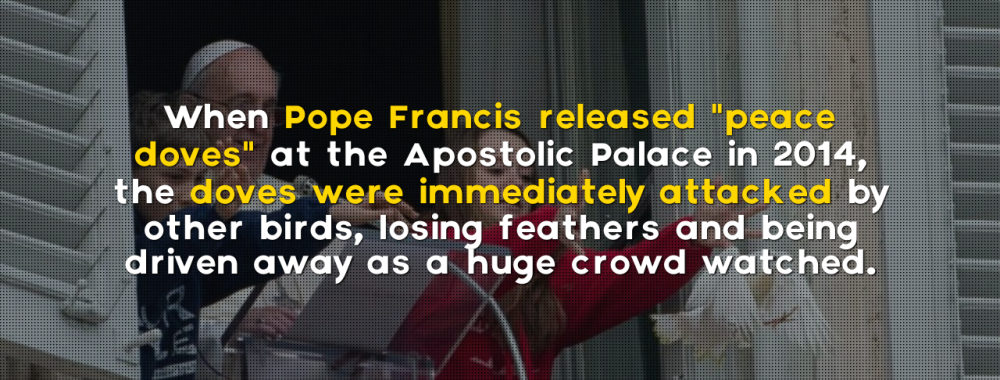 When Pope Francis released "peace
doves" at the Apostolic Palace in 2014,
the doves were immediately attacked by
other birds, losing feathers and being
driven away as a huge crowd watched.